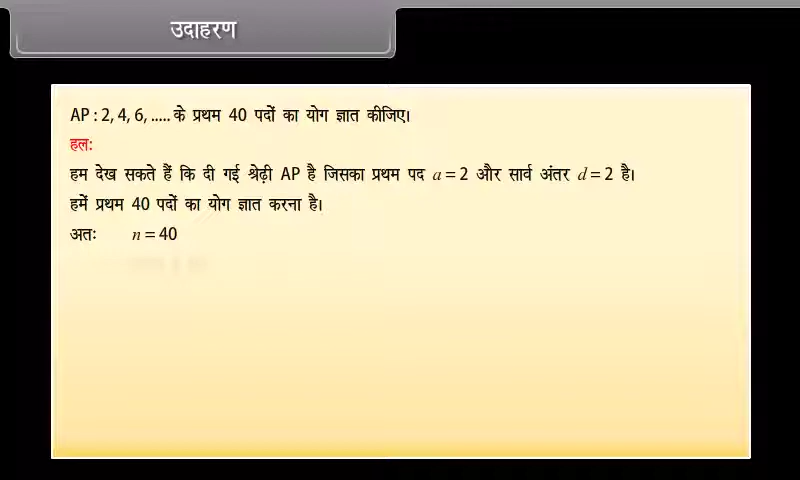 उदाहरण
AP : 2, 4, 6, ..... के प्रथम 40 पदों का योग ज्ञात कीजिए।
हलः
हम देख सकते हैं कि दी गई श्रेढ़ी AP है जिसका प्रथम पद a = 2 और सार्व अंतर d = 2 है।
हमें प्रथम 40 पदों का योग ज्ञात करना है।
अतः n = 40